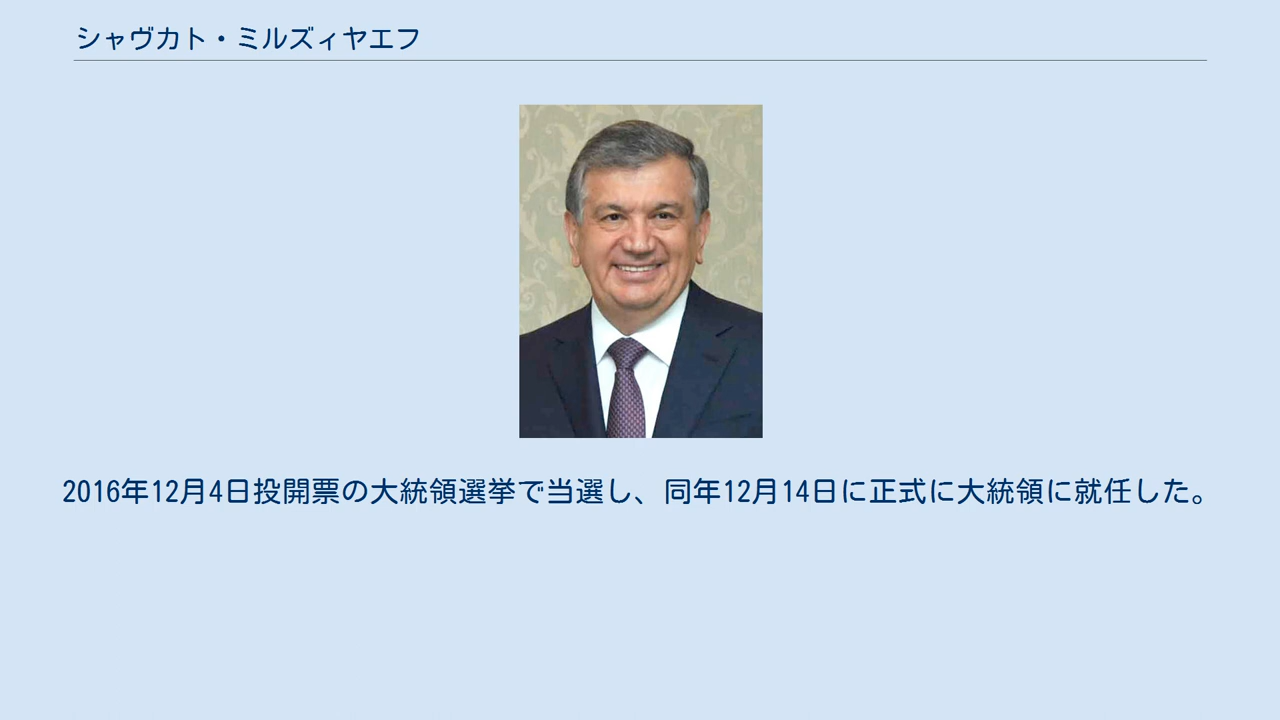 シャヴカト・ミルズィヤエフ
2016年12月4日投開票の大統領選挙で当選し、同年12月14日に正式に大統領に就任した。